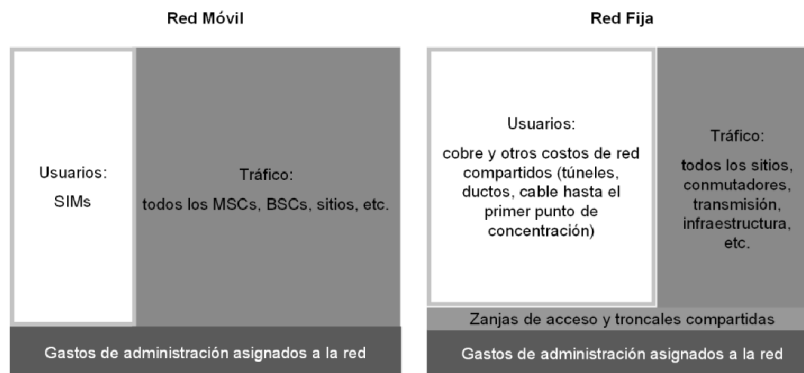 Red Móvil
Usuarios:
SIMs
Tráfico:
todos los MSCs, BSCs, sitios, etc.
Gastos de administración asignados a la red
Red Fija
Usuarios:
cobre y otros costos de red
compartidos (túneles,
ductos, cable hasta el
primer punto de
concentración)
Tráfico:
todos los sitios,
conmutadores,
transmisión,
infraestructura,
etc.
Zanjas de acceso y troncales compartidas
Gastos de administración asignados a la red